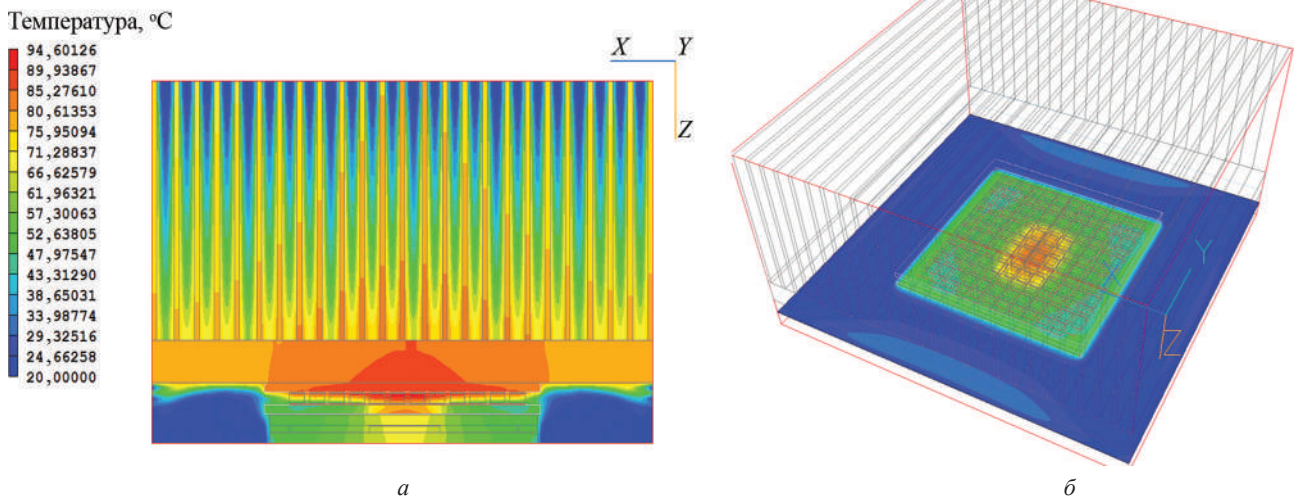 Температура, °C
94,60126
89,93867
85,27610
80,61353
75,95094
71,28837
66,62579
61,96321
57,30063
52,63805
47,97547
43,31290
38,65031
33,98774
29,32516
24,66258
20,00000
X Y
Z
Y
Z
а б